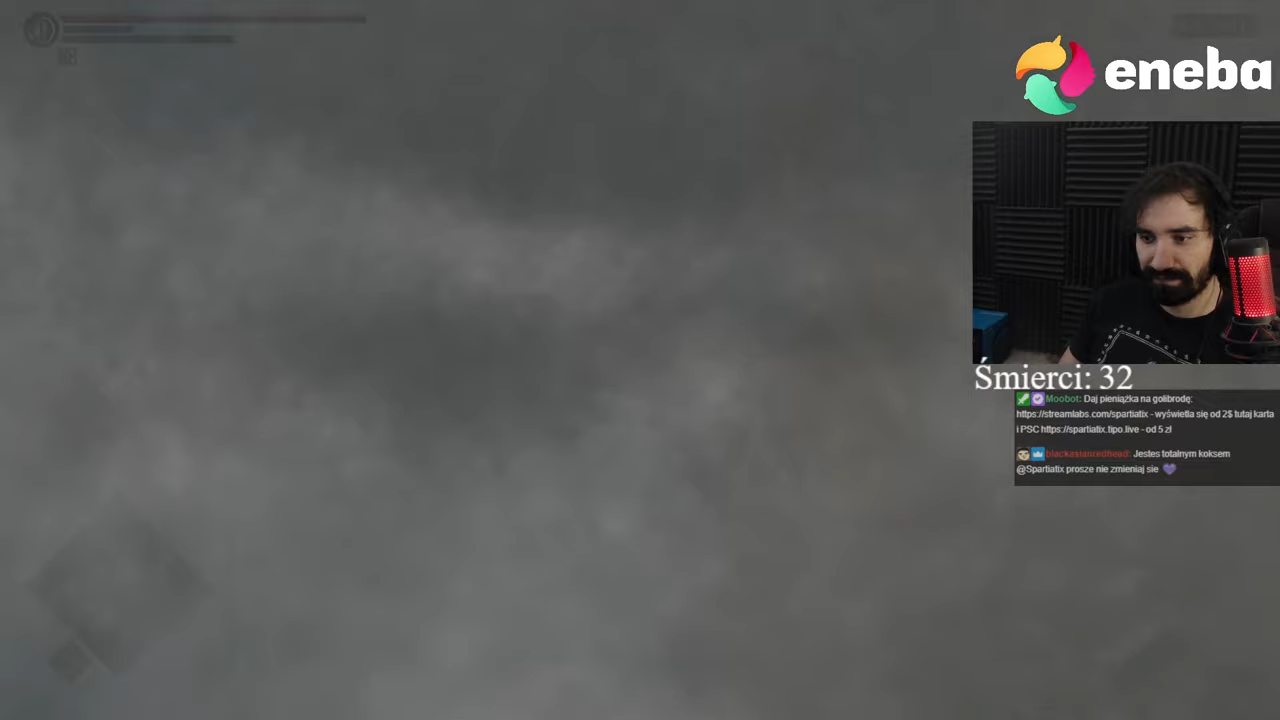 eneba
Śmierci: 32
Moobot: Daj pieniążka na golibrodę:
https://streamlabs.com/spartiatix - wyświetla się od 2$ tutaj karta
i PSC https://spartiatix.tipo.live - od 5 zł
Jestes totalnym koksem
@Spartiatix prosze nie zmieniaj sie